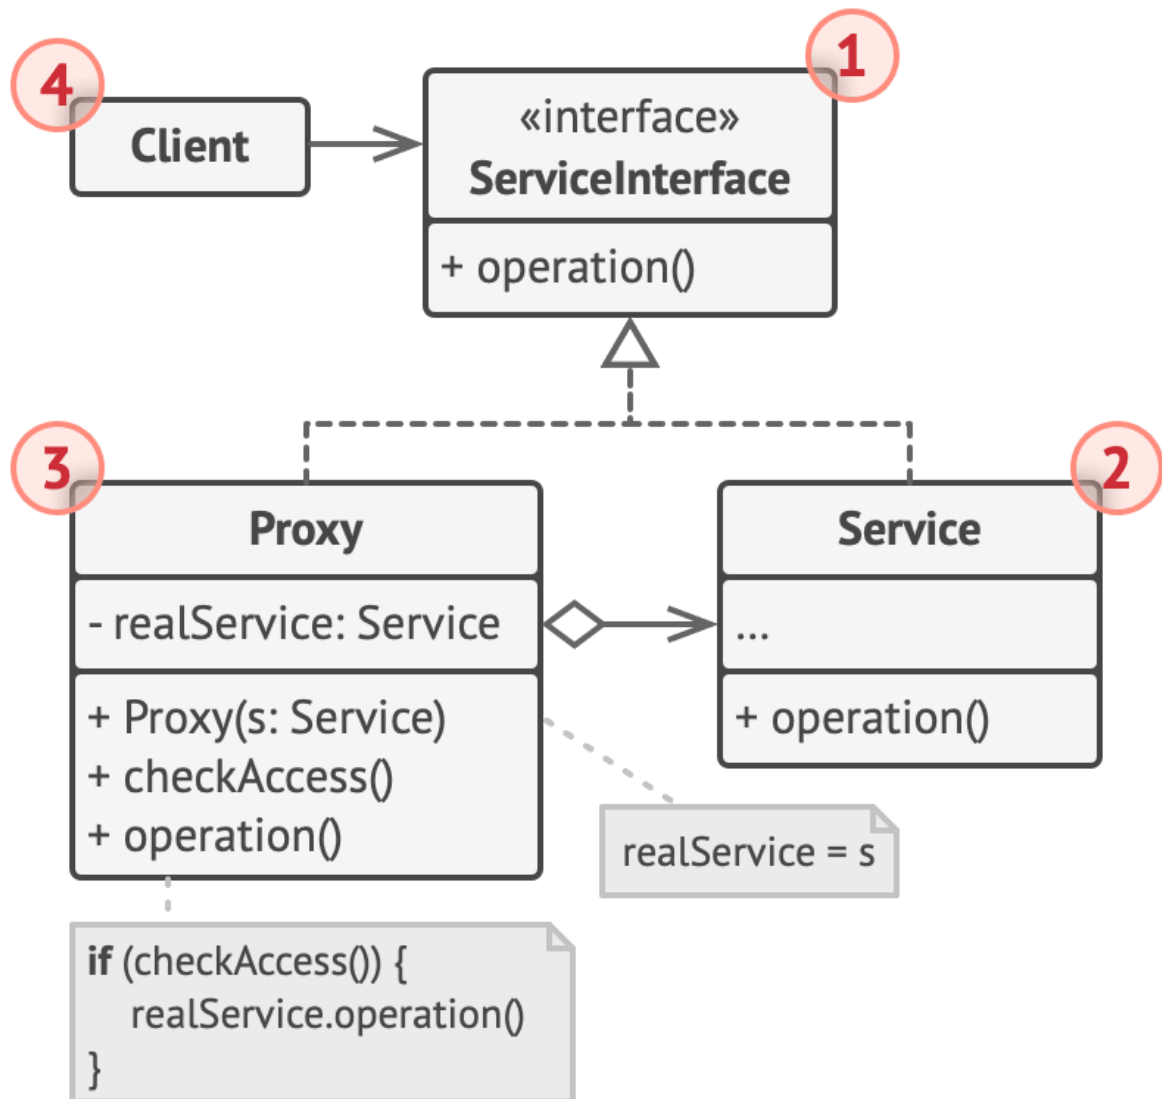 4
Client
1
«interface»
ServiceInterface
+ operation()
3
Proxy
- realService: Service
+ Proxy(s: Service)
+ checkAccess()
+ operation()
2
Service
...
+ operation()
realService = s
if (checkAccess()) {
realService.operation()
}